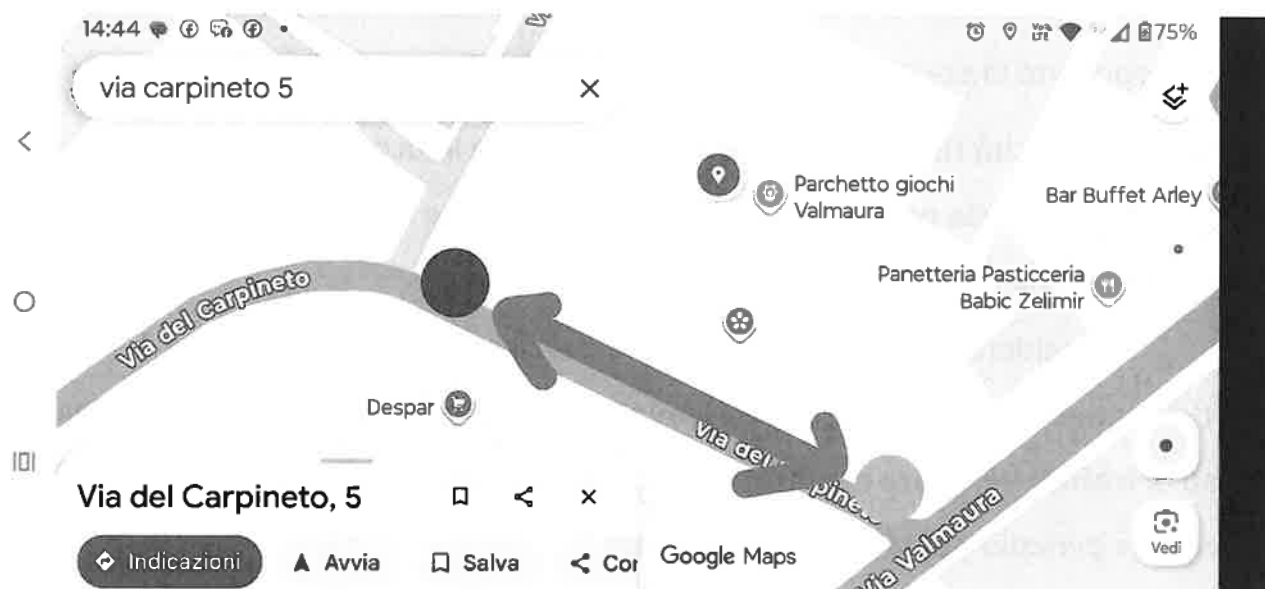 14:44
75%
via carpineto 5
Parchetto giochi
Valmaura
Bar Buffet Arley
Panetteria Pasticceria
Babic Zelimir
Via del Carpineto
Despar
Via del
Via Valmaura
Via del Carpineto, 5
Indicazioni
Avvia
Salva
Google Maps
Vedi